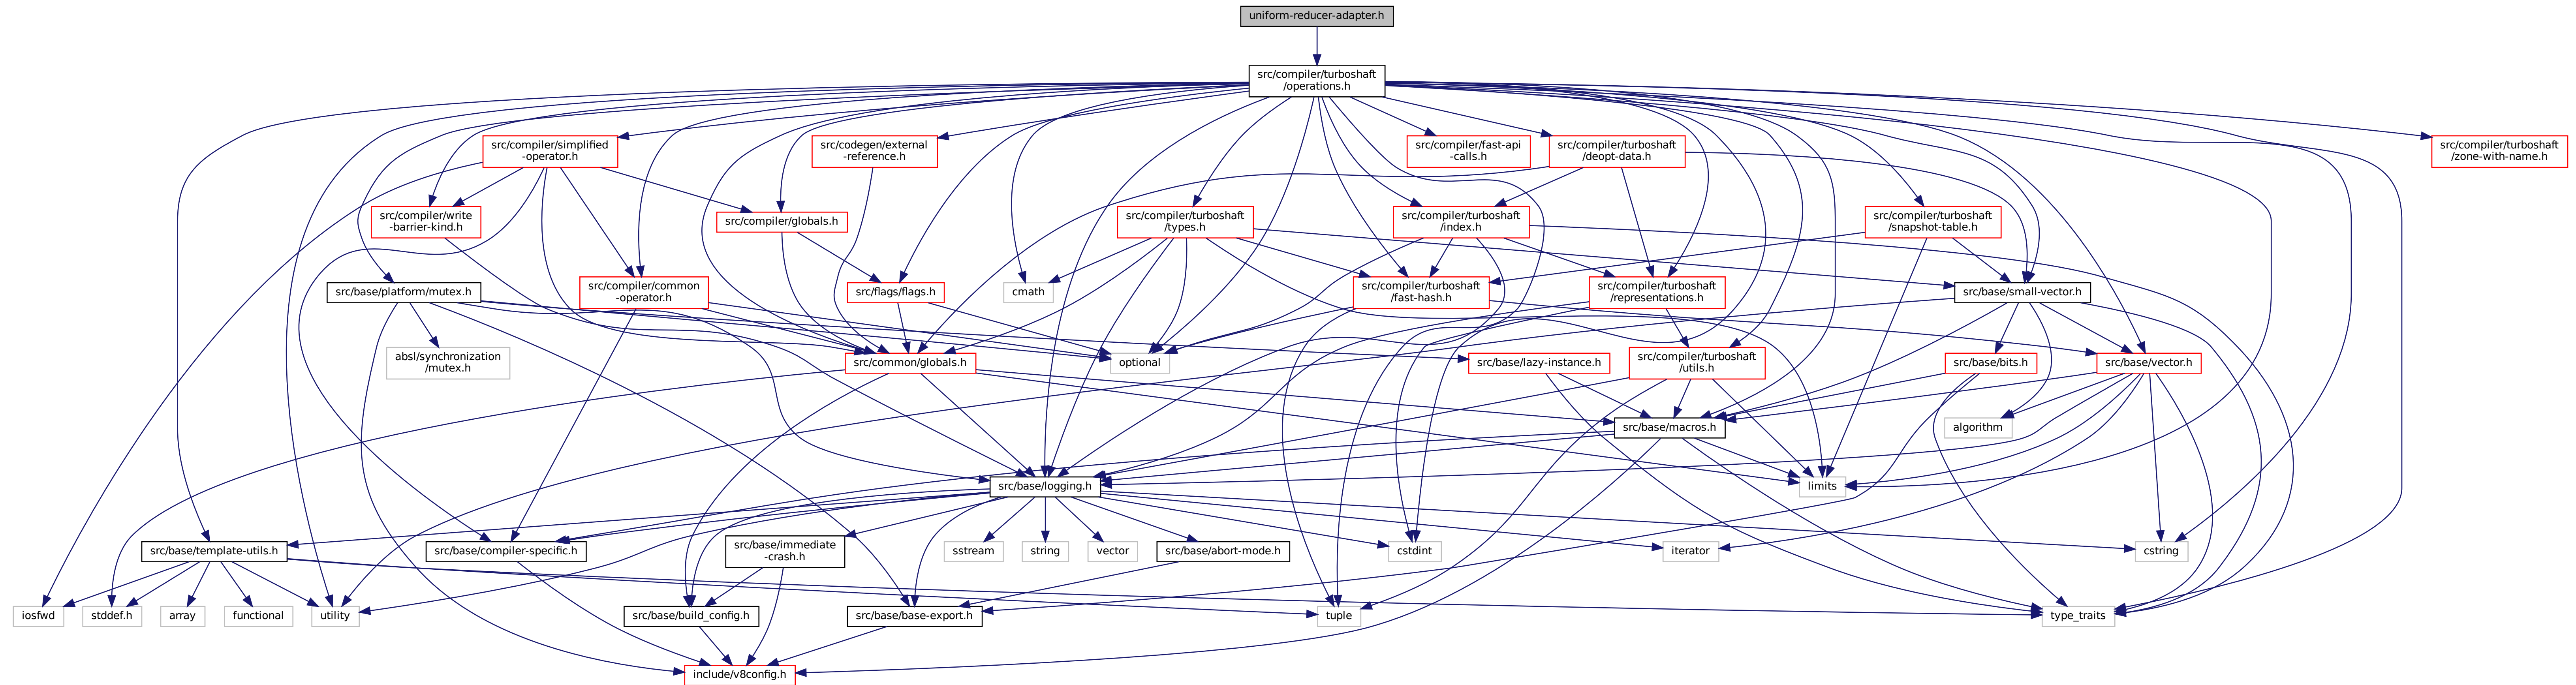 uniform-reducer-adapter.h
src/compiler/turboshaft
/operations.h
src/compiler/simplified
-operator.h
src/codegen/external
-reference.h
src/compiler/fast-api
-calls.h
src/compiler/turboshaft
/deopt-data.h
src/compiler/turboshaft
/zone-with-name.h
src/compiler/write
-barrier-kind.h
src/compiler/globals.h
src/compiler/turboshaft
/types.h
src/compiler/turboshaft
/index.h
src/compiler/turboshaft
/snapshot-table.h
src/base/platform/mutex.h
src/compiler/common
-operator.h
src/flags/flags.h
cmath
src/compiler/turboshaft
/fast-hash.h
src/compiler/turboshaft
/representations.h
src/base/small-vector.h
absl/synchronization
/mutex.h
src/common/globals.h
optional
src/base/lazy-instance.h
src/compiler/turboshaft
/utils.h
src/base/bits.h
src/base/vector.h
src/base/macros.h
algorithm
src/base/logging.h
limits
src/base/template-utils.h
src/base/compiler-specific.h
src/base/immediate
-crash.h
sstream
string
vector
src/base/abort-mode.h
cstdint
iterator
cstring
iosfwd
stddef.h
array
functional
utility
src/base/build_config.h
src/base/base-export.h
tuple
type_traits
include/v8config.h